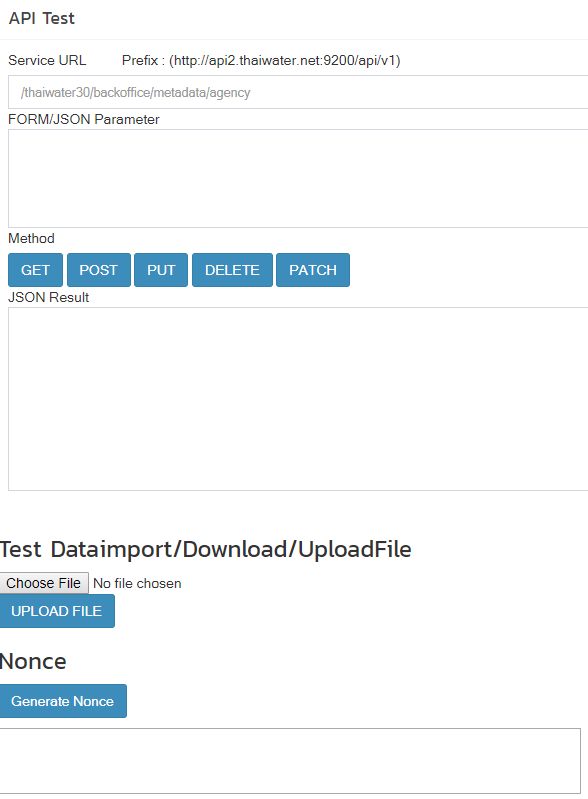 API Test
Service URL Prefix : (http://api2.thaiwater.net:9200/api/v1)
/thaiwater30/backoffice/metadata/agency
FORM/JSON Parameter
Method
GET POST PUT DELETE PATCH
JSON Result
Test Dataimport/Download/UploadFile
Choose File No file chosen
UPLOAD FILE
Nonce
Generate Nonce